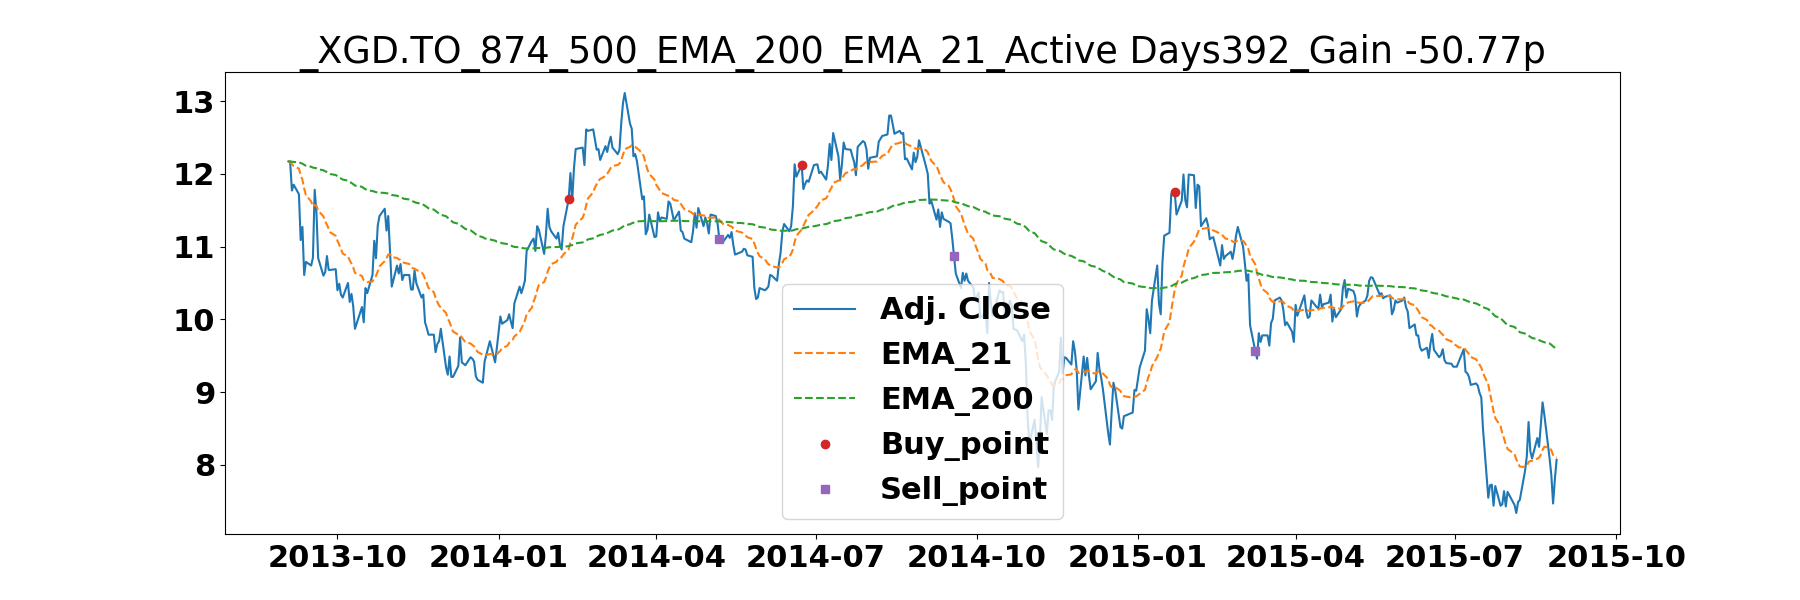 _XGD.TO_874_500_EMA_200_EMA_21_Active Days392_Gain -50.77p
13
12
11
10
9
8
Adj. Close
EMA_21
EMA_200
Buy_point
Sell_point
2013-10 2014-01 2014-04 2014-07 2014-10 2015-01 2015-04 2015-07 2015-10